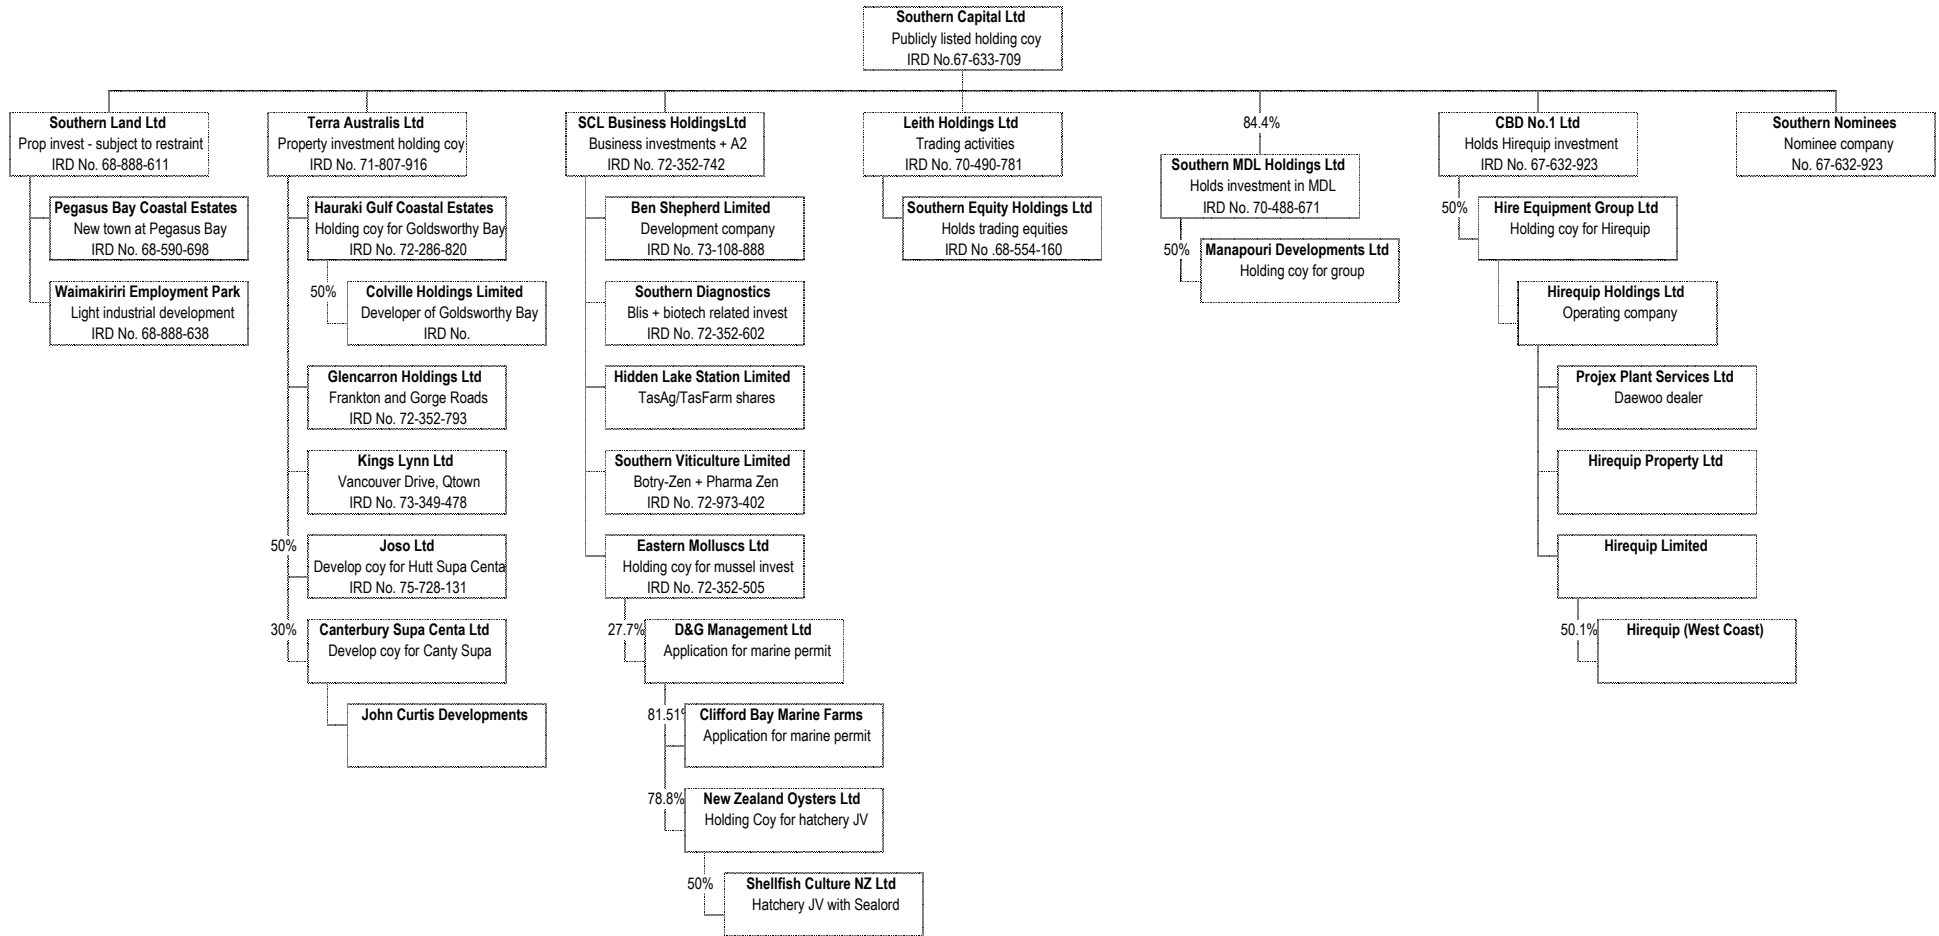 Southern Capital Ltd
Publicly listed holding coy
IRD No.67-633-709
Southern Land Ltd
Prop invest - subject to restraint
IRD No. 68-888-611
Pegasus Bay Coastal Estates
New town at Pegasus Bay
IRD No. 68-590-698
Waimakiriri Employment Park
Light industrial development
IRD No. 68-888-638
Terra Australis Ltd
Property investment holding coy
IRD No. 71-807-916
Hauraki Gulf Coastal Estates
Holding coy for Goldsworthy Bay
IRD No. 72-286-820
50%
Colville Holdings Limited
Developer of Goldsworthy Bay
IRD No.
Glencarron Holdings Ltd
Frankton and Gorge Roads
IRD No. 72-352-793
Kings Lynn Ltd
Vancouver Drive, Qtown
IRD No. 73-349-478
50%
Joso Ltd
Develop coy for Hutt Supa Centa
IRD No. 75-728-131
30%
Canterbury Supa Centa Ltd
Develop coy for Canty Supa
John Curtis Developments
SCL Business HoldingsLtd
Business investments + A2
IRD No. 72-352-742
Ben Shepherd Limited
Development company
IRD No. 73-108-888
Southern Diagnostics
Blis + biotech related invest
IRD No. 72-352-602
Hidden Lake Station Limited
TasAg/TasFarm shares
Southern Viticulture Limited
Botry-Zen + Pharma Zen
IRD No. 72-973-402
Eastern Molluscs Ltd
Holding coy for mussel invest
IRD No. 72-352-505
27.7%
D&G Management Ltd
Application for marine permit
81.51%
Clifford Bay Marine Farms
Application for marine permit
78.8%
New Zealand Oysters Ltd
Holding Coy for hatchery JV
50%
Shellfish Culture NZ Ltd
Hatchery JV with Sealord
Leith Holdings Ltd
Trading activities
IRD No. 70-490-781
Southern Equity Holdings Ltd
Holds trading equities
IRD No .68-554-160
84.4%
Southern MDL Holdings Ltd
Holds investment in MDL
IRD No. 70-488-671
50%
Manapouri Developments Ltd
Holding coy for group
CBD No.1 Ltd
Holds Hirequip investment
IRD No. 67-632-923
50%
Hire Equipment Group Ltd
Holding coy for Hirequip
Hirequip Holdings Ltd
Operating company
Projex Plant Services Ltd
Daewoo dealer
Hirequip Property Ltd
Hirequip Limited
50.1%
Hirequip (West Coast)
Southern Nominees
Nominee company
No. 67-632-923